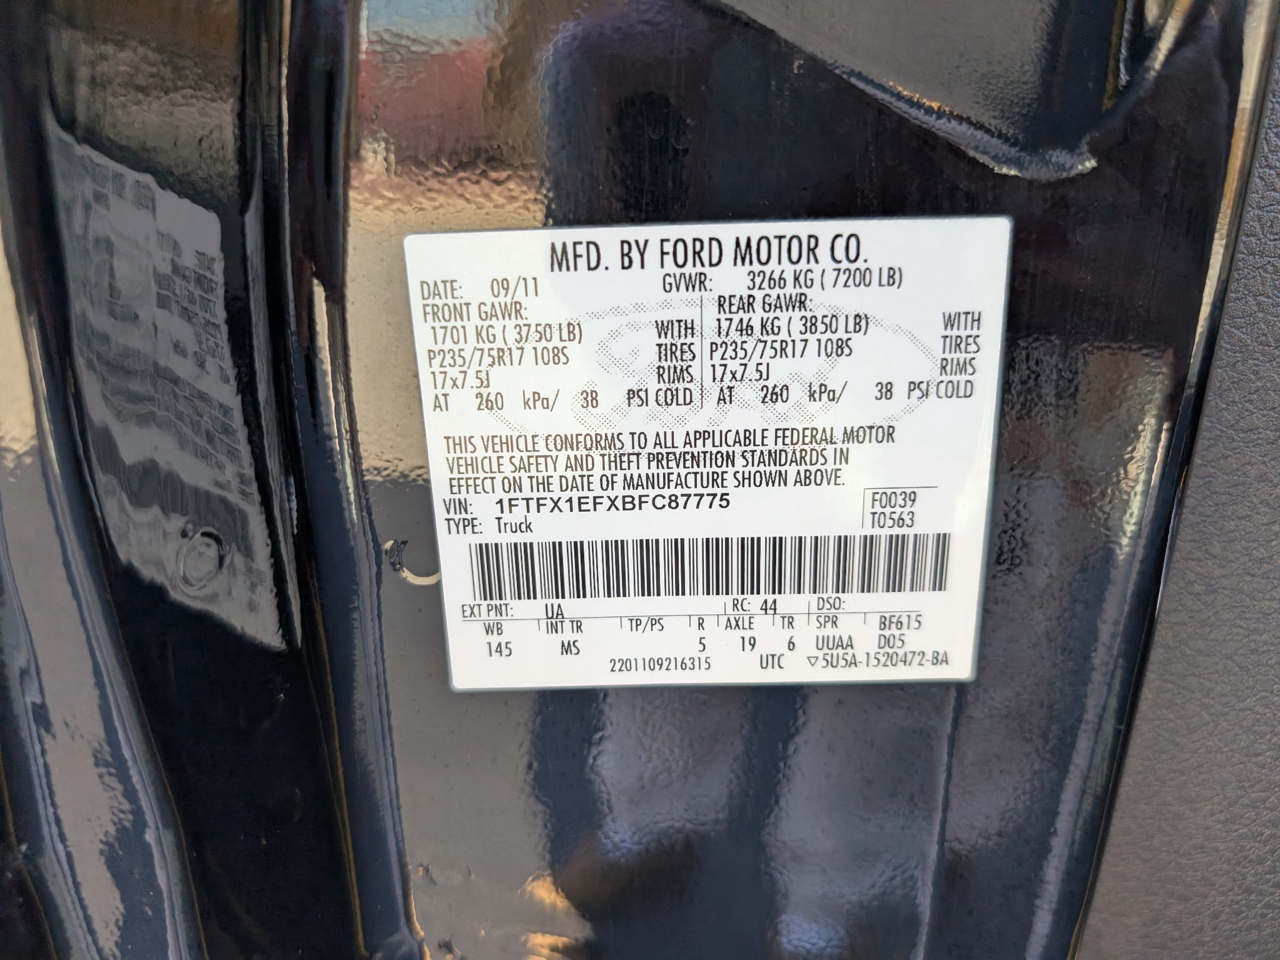 MFD. BY FORD MOTOR CO.
DATE: 09/11 GVWR: 3266 KG ( 7200 LB)
FRONT GAWR: REAR GAWR:
1701 KG ( 3750 LB) WITH 1746 KG ( 3850 LB) WITH
P235/75R17 108S TIRES P235/75R17 108S TIRES
17x7.5J RIMS 17x7.5J RIMS
AT 260 kPa/ 38 PSI COLD AT 260 kPa/ 38 PSI COLD
THIS VEHICLE CONFORMS TO ALL APPLICABLE FEDERAL MOTOR
VEHICLE SAFETY AND THEFT PREVENTION STANDARDS IN
EFFECT ON THE DATE OF MANUFACTURE SHOWN ABOVE.
VIN: 1FTFX1EFXBFC87775 F0039
TYPE: Truck T0563
EXT PNT: UA RC: 44 DSO:
WB INT TR TP/PS R AXLE TR SPR BF615
145 MS 5 19 6 UUAA D05
2201109216315 UTC ▽5U5A-1520472-BA